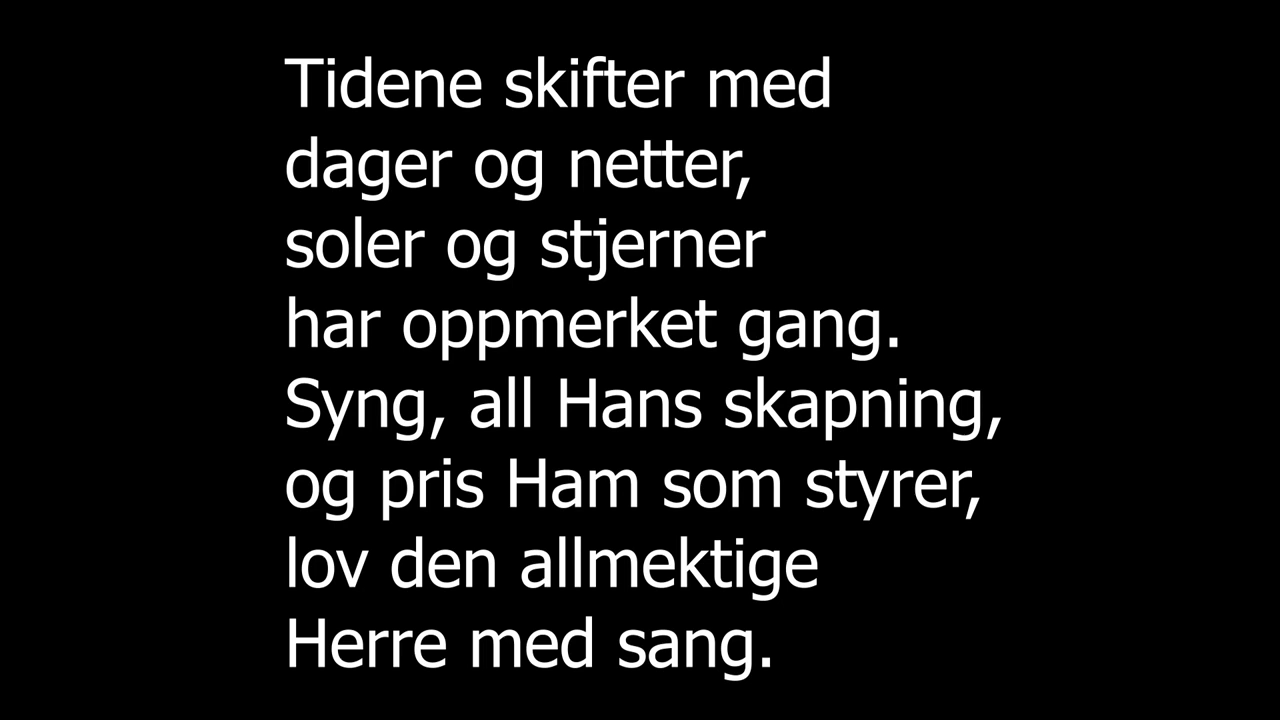 Tidene skifter med
dager og netter,
soler og stjerner
har oppmerket gang.
Syng, all Hans skapning,
og pris Ham som styrer,
lov den allmektige
Herre med sang.